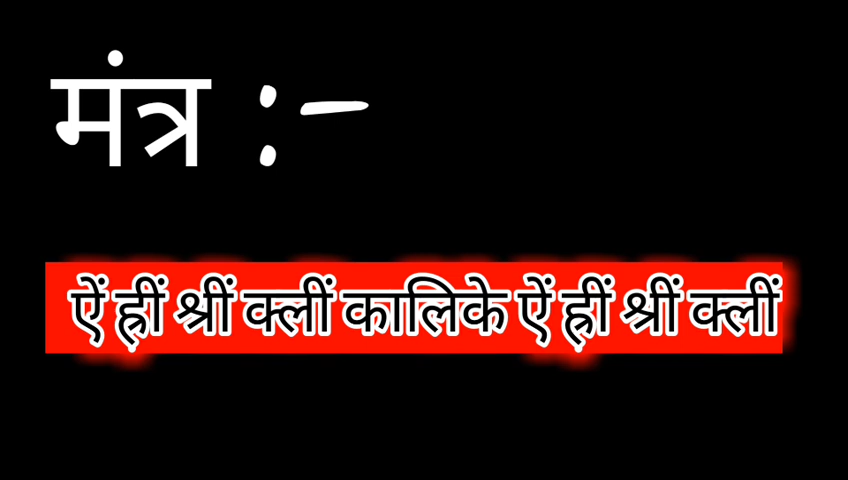 मंत्र :-
ऐं ह्रीं श्रीं क्लीं कालिके ऐं ह्रीं श्रीं क्लीं